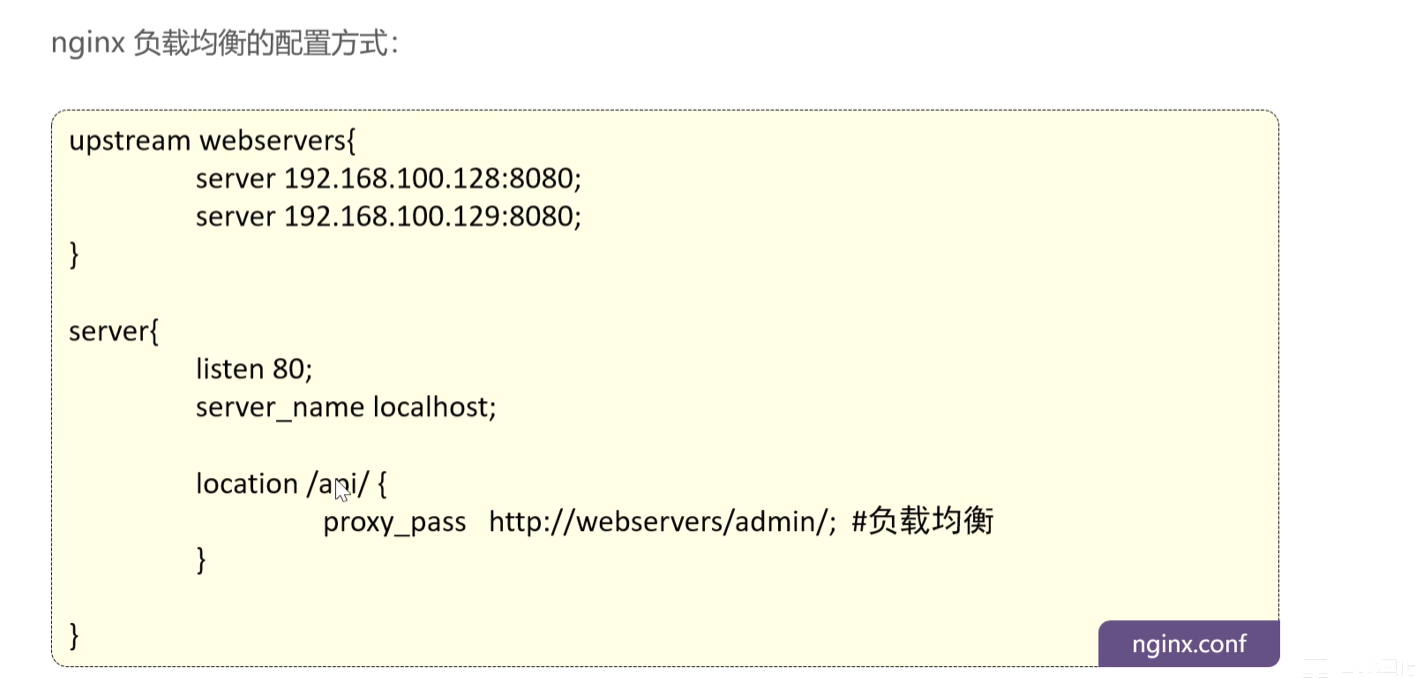 nginx 负载均衡的配置方式：
upstream webservers{
server 192.168.100.128:8080;
server 192.168.100.129:8080;
}
server{
listen 80;
server_name localhost;
location /api/ {
proxy_pass http://webservers/admin/; #负载均衡
}
}
nginx.conf